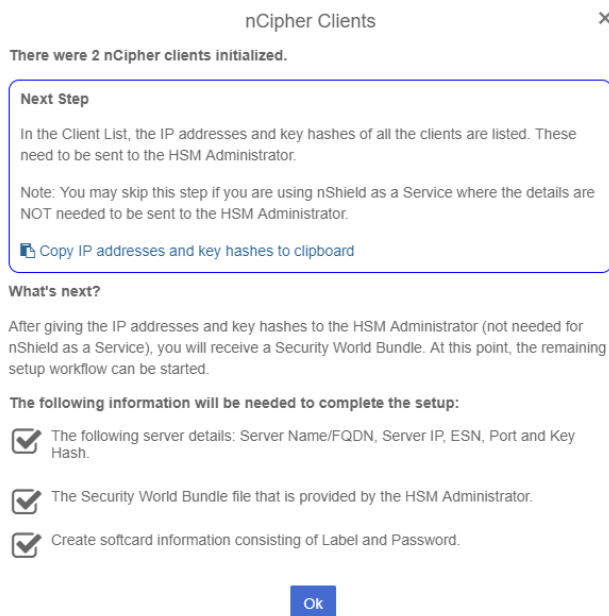 nCipher Clients
There were 2 nCipher clients initialized.
Next Step
In the Client List, the IP addresses and key hashes of all the clients are listed. These
need to be sent to the HSM Administrator.
Note: You may skip this step if you are using nShield as a Service where the details are
NOT needed to be sent to the HSM Administrator.
Copy IP addresses and key hashes to clipboard
What's next?
After giving the IP addresses and key hashes to the HSM Administrator (not needed for
nShield as a Service), you will receive a Security World Bundle. At this point, the remaining
setup workflow can be started.
The following information will be needed to complete the setup:
The following server details: Server Name/FQDN, Server IP, ESN, Port and Key
Hash.
The Security World Bundle file that is provided by the HSM Administrator.
Create softcard information consisting of Label and Password.
Ok